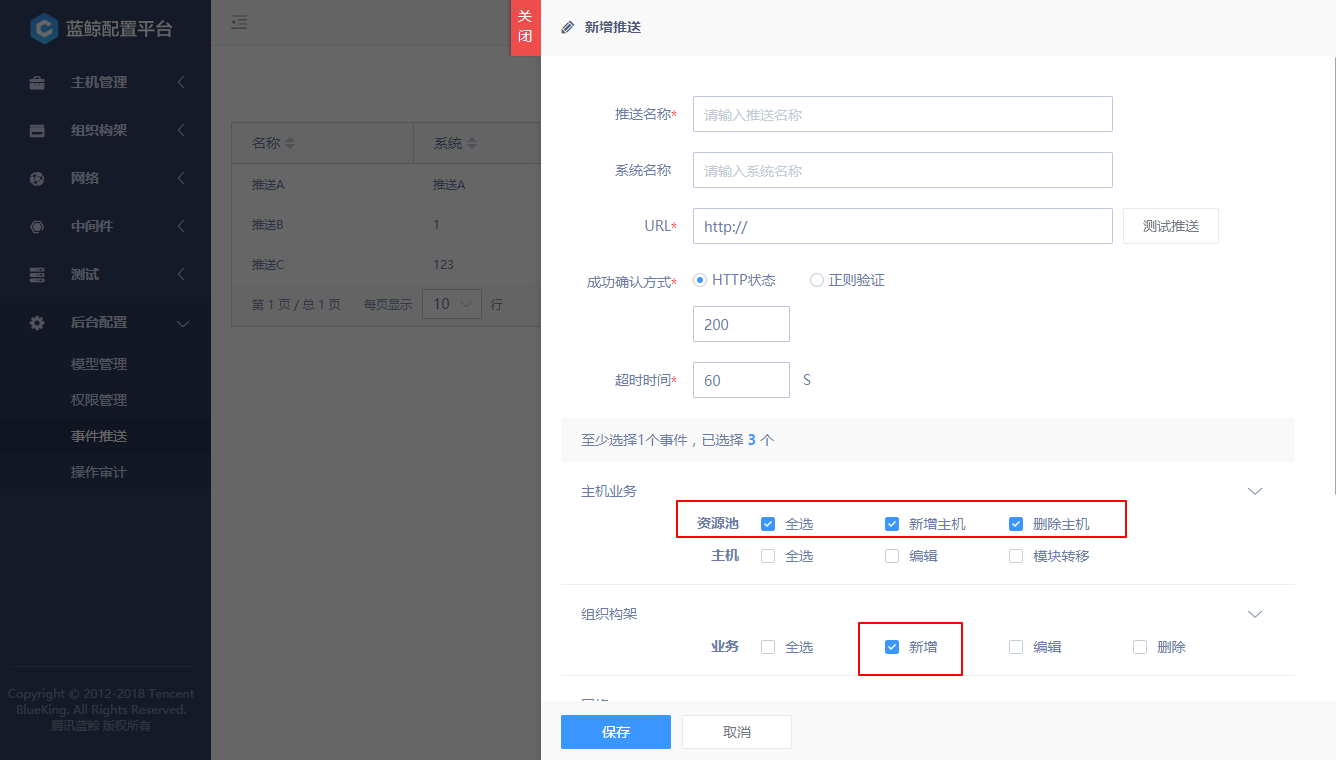 蓝鲸配置平台
主机管理
组织构架
网络
中间件
测试
后台配置
模型管理
权限管理
事件推送
操作审计
Copyright © 2012-2018 Tencent
BlueKing. All Rights Reserved.
腾讯蓝鲸 版权所有
名称 系统
推送A 推送A
推送B 1
推送C 123
第 1 页 / 总 1 页 每页显示 10 行
关
闭
新增推送
推送名称* 请输入推送名称
系统名称 请输入系统名称
URL* http:// 测试推送
成功确认方式* HTTP状态 正则验证
200
超时时间* 60 S
至少选择1个事件，已选择 3 个
主机业务
资源池 全选 新增主机 删除主机
主机 全选 编辑 模块转移
组织构架
业务 全选 新增 编辑 删除
保存 取消